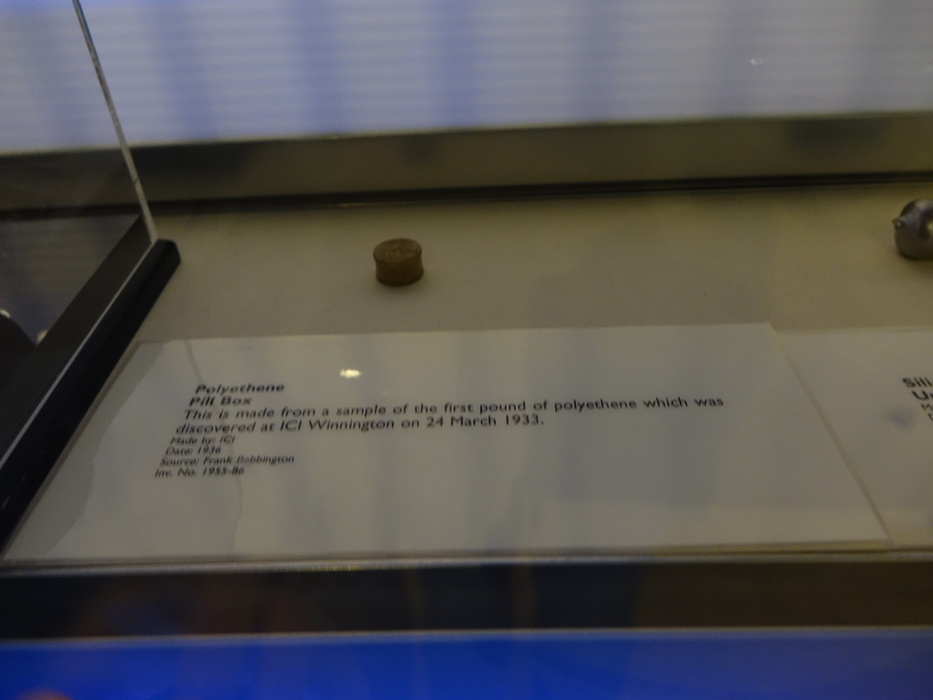 Polyethene
Pill Box
This is made from a sample of the first pound of polyethene which was
discovered at ICI Winnington on 24 March 1933.
Made by: ICI
Date: 1936
Source: Frank Bebbington
Inv. No. 1955-86